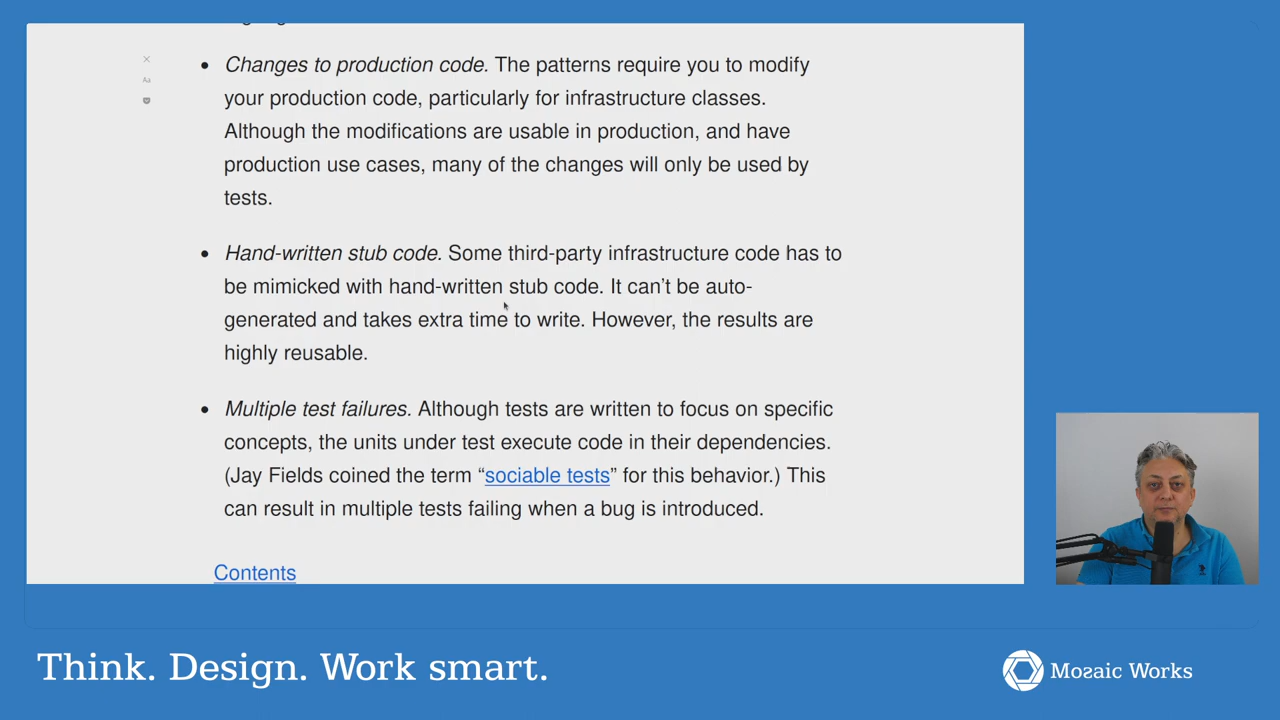 • Changes to production code. The patterns require you to modify
your production code, particularly for infrastructure classes.
Although the modifications are usable in production, and have
production use cases, many of the changes will only be used by
tests.
• Hand-written stub code. Some third-party infrastructure code has to
be mimicked with hand-written stub code. It can’t be auto-
generated and takes extra time to write. However, the results are
highly reusable.
• Multiple test failures. Although tests are written to focus on specific
concepts, the units under test execute code in their dependencies.
(Jay Fields coined the term “sociable tests” for this behavior.) This
can result in multiple tests failing when a bug is introduced.
Contents
Aa
Think. Design. Work smart.
Mozaic Works